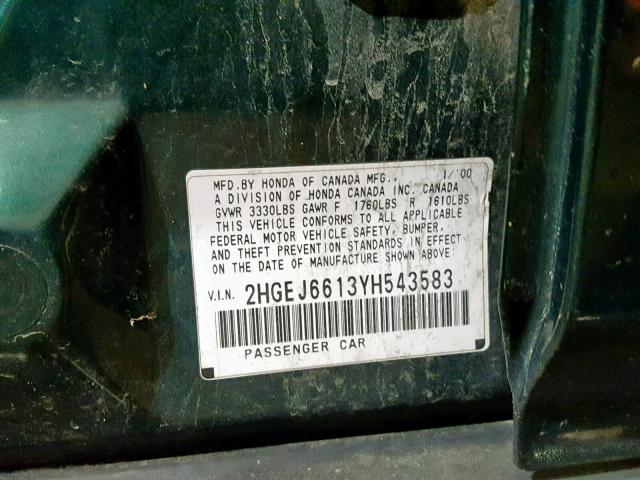 MFD.BY HONDA OF CANADA MFG., 1/'00
A DIVISION OF HONDA CANADA INC. CANADA
GVWR 3330LBS GAWR F 1760LBS R 1610LBS
THIS VEHICLE CONFORMS TO ALL APPLICABLE
FEDERAL MOTOR VEHICLE SAFETY, BUMPER,
AND THEFT PREVENTION STANDARDS IN EFFECT
ON THE DATE OF MANUFACTURE SHOWN ABOVE.
V.I.N. 2HGEJ6613YH543583
PASSENGER CAR